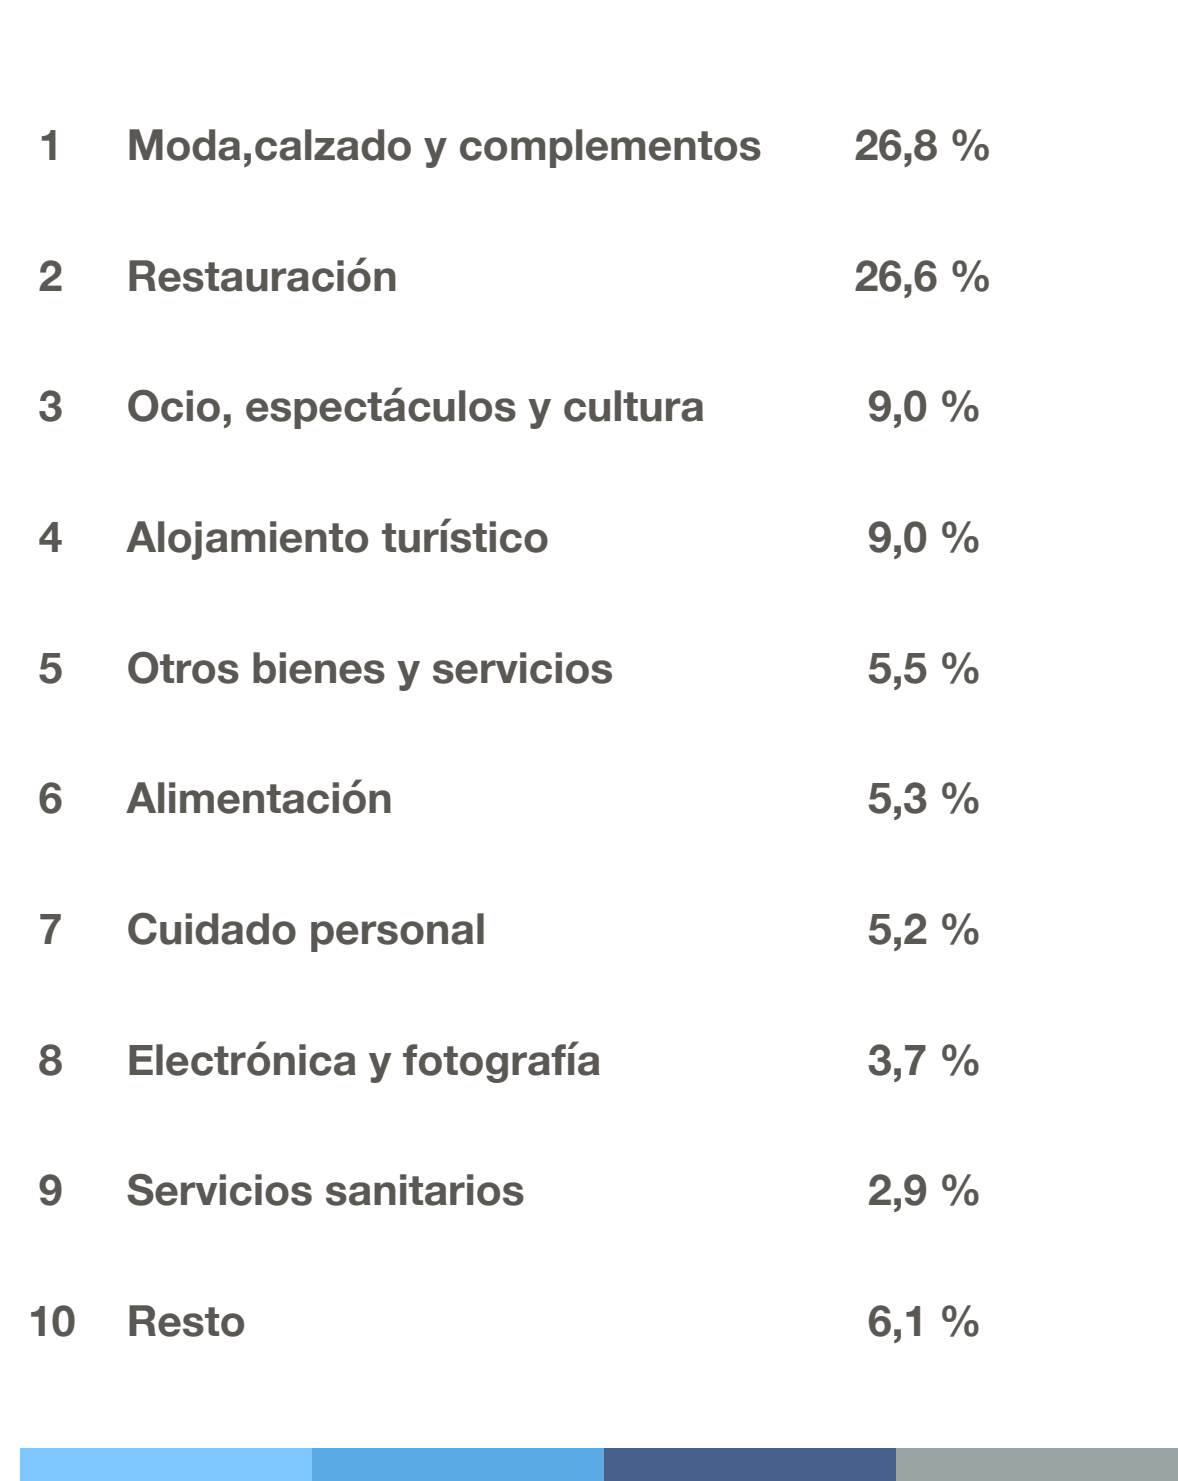 1 Moda,calzado y complementos 26,8 %
2 Restauración 26,6 %
3 Ocio, espectáculos y cultura 9,0 %
4 Alojamiento turístico 9,0 %
5 Otros bienes y servicios 5,5 %
6 Alimentación 5,3 %
7 Cuidado personal 5,2 %
8 Electrónica y fotografía 3,7 %
9 Servicios sanitarios 2,9 %
10 Resto 6,1 %